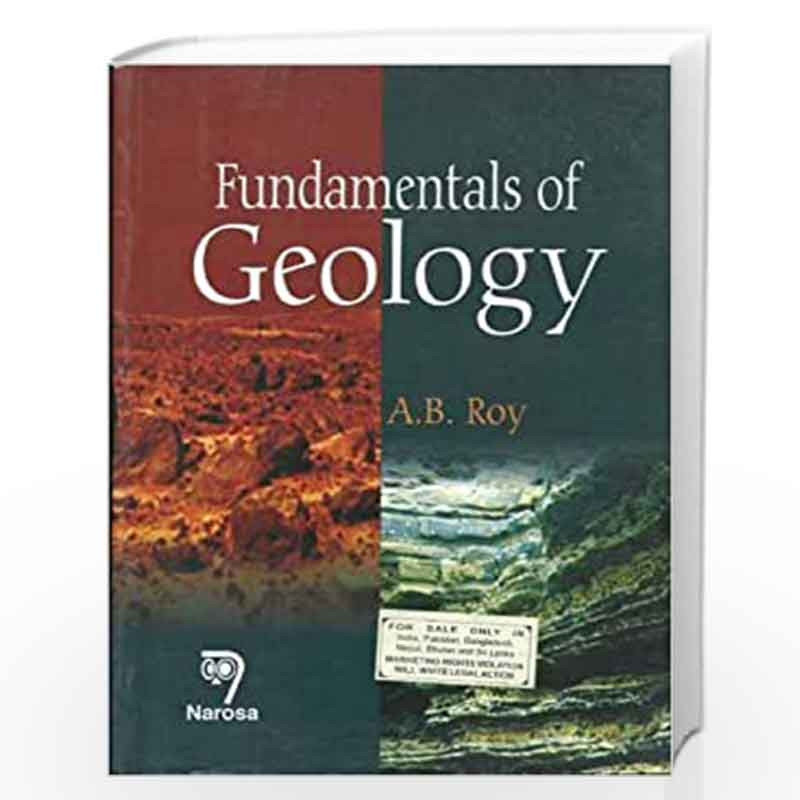 Fundamentals of
Geology
A.B. Roy
FOR SALE ONLY IN
India, Pakistan, Bangladesh,
Nepal, Bhutan and Sri Lanka
MARKETING RIGHTS VIOLATION
WILL INVITE LEGAL ACTION
Narosa